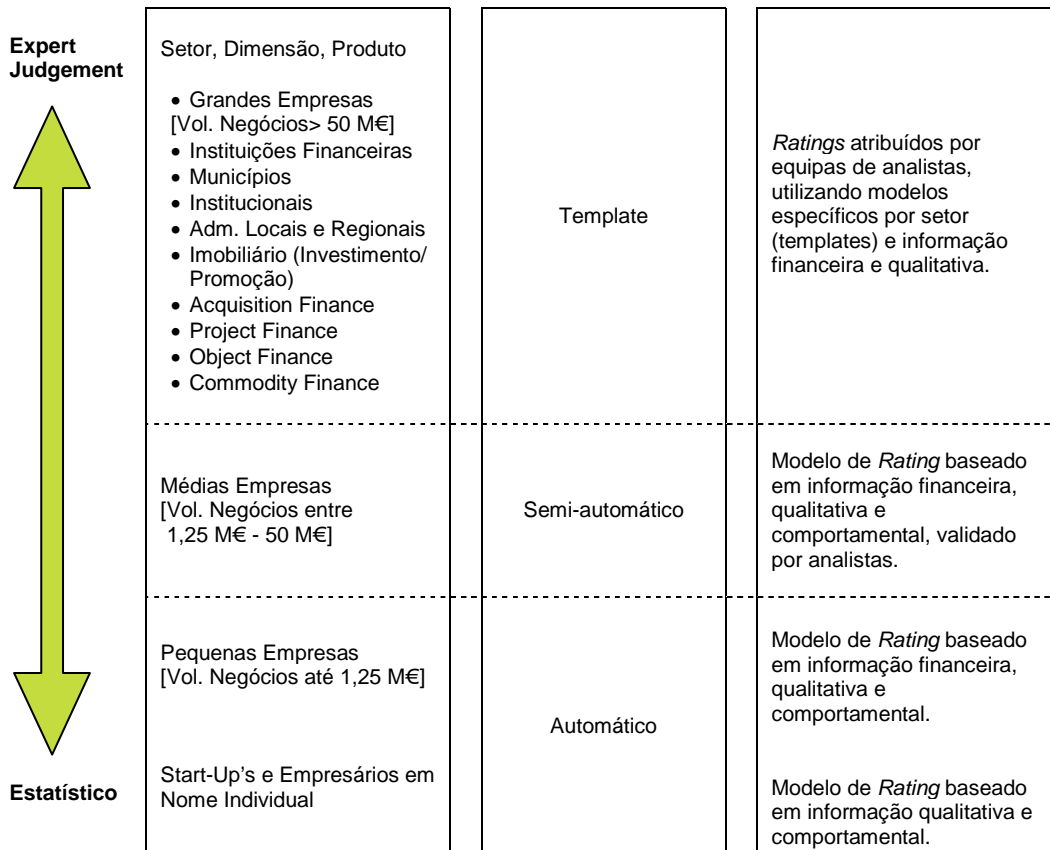 Expert
Judgement
Setor, Dimensão, Produto
• Grandes Empresas
[Vol. Negócios> 50 M€]
• Instituições Financeiras
• Municípios
• Institucionais
• Adm. Locais e Regionais
• Imobiliário (Investimento/
Promoção)
• Acquisition Finance
• Project Finance
• Object Finance
• Commodity Finance
Template
Ratings atribuídos por
equipas de analistas,
utilizando modelos
específicos por setor
(templates) e informação
financeira e qualitativa.
Médias Empresas
[Vol. Negócios entre
1,25 M€ - 50 M€]
Semi-automático
Modelo de Rating baseado
em informação financeira,
qualitativa e
comportamental, validado
por analistas.
Pequenas Empresas
[Vol. Negócios até 1,25 M€]
Automático
Modelo de Rating baseado
em informação financeira,
qualitativa e
comportamental.
Estatístico
Start-Up's e Empresários em
Nome Individual
Modelo de Rating baseado
em informação qualitativa e
comportamental.